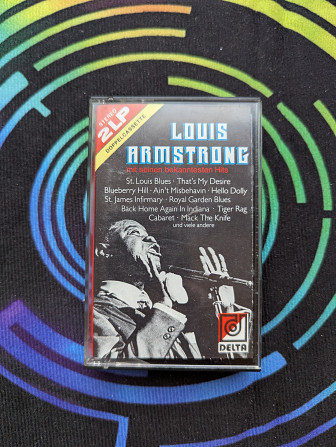 STEREO
2LP
DOPPELCASSETTE
LOUIS
ARMSTRONG
mit seinen bekanntesten Hits
St. Louis Blues · That's My Desire
Blueberry Hill · Ain't Misbehavin · Hello Dolly
St. James Infirmary · Royal Garden Blues
Back Home Again In Indiana · Tiger Rag
Cabaret · Mack The Knife
und viele andere
DELTA